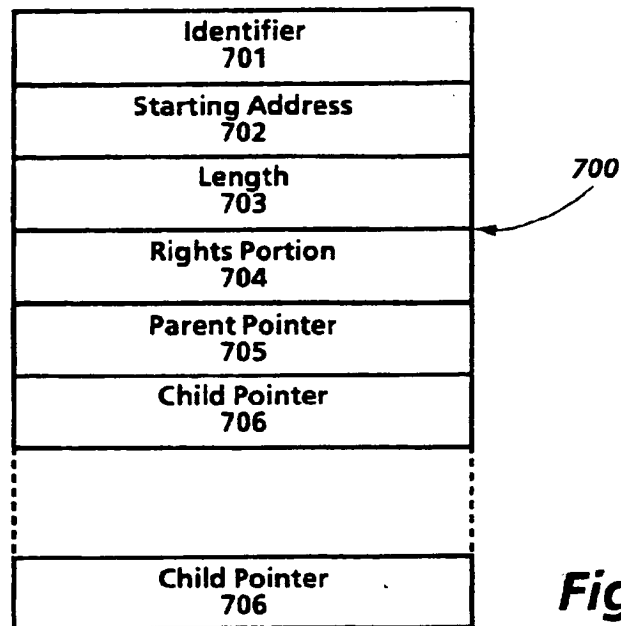 Identifier
701
Starting Address
702
Length
703
700
Rights Portion
704
Parent Pointer
705
Child Pointer
706
Child Pointer
706
Fig